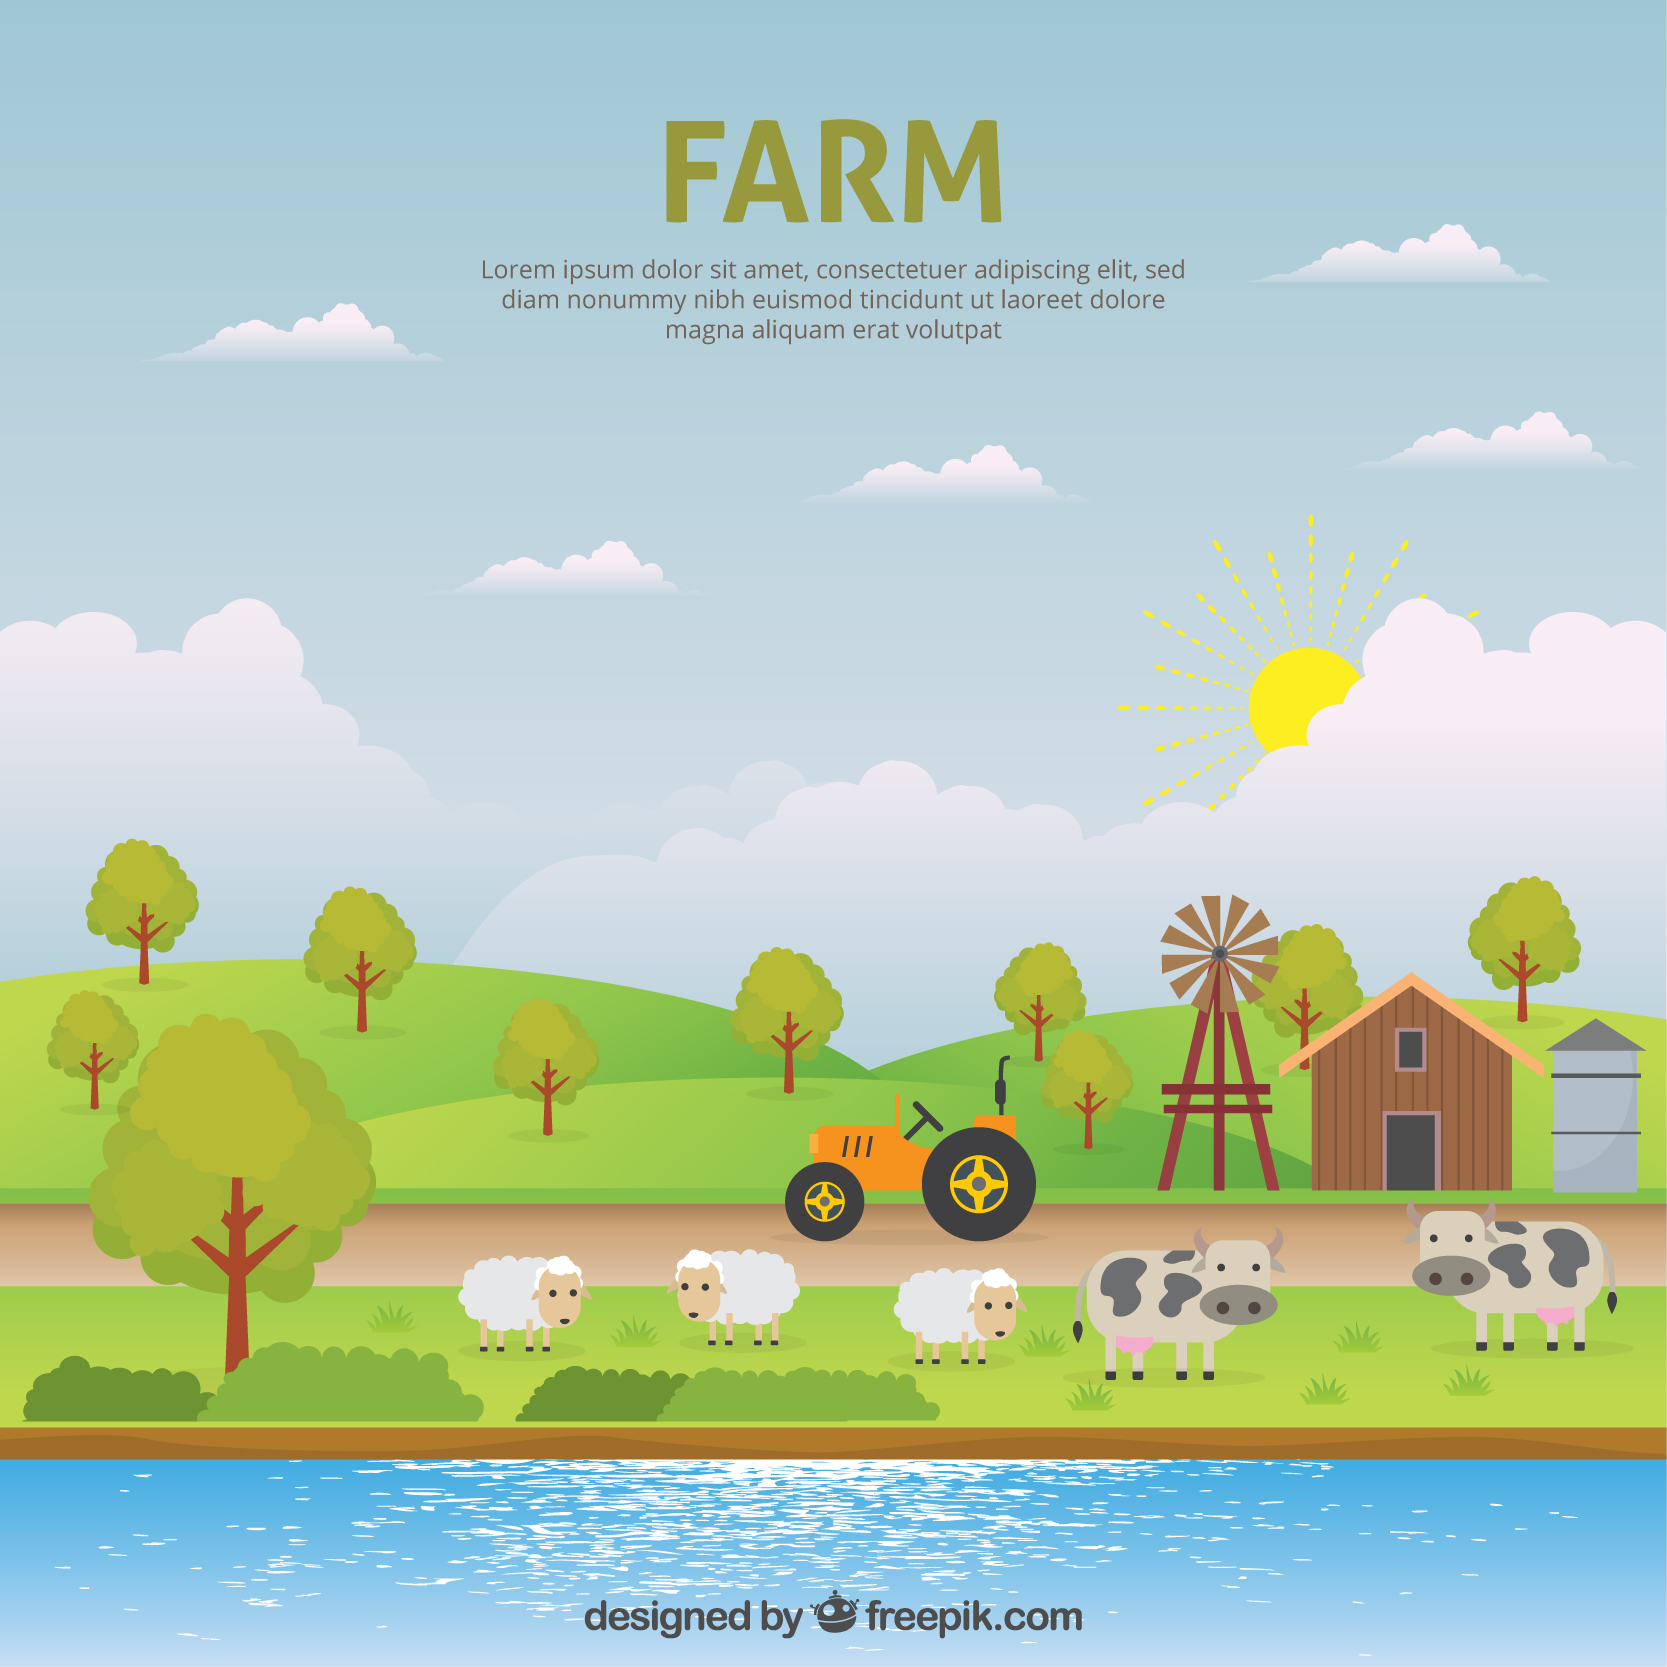 FARM
Lorem ipsum dolor sit amet, consectetuer adipiscing elit, sed
diam nonummy nibh euismod tincidunt ut laoreet dolore
magna aliquam erat volutpat
designed by freepik.com